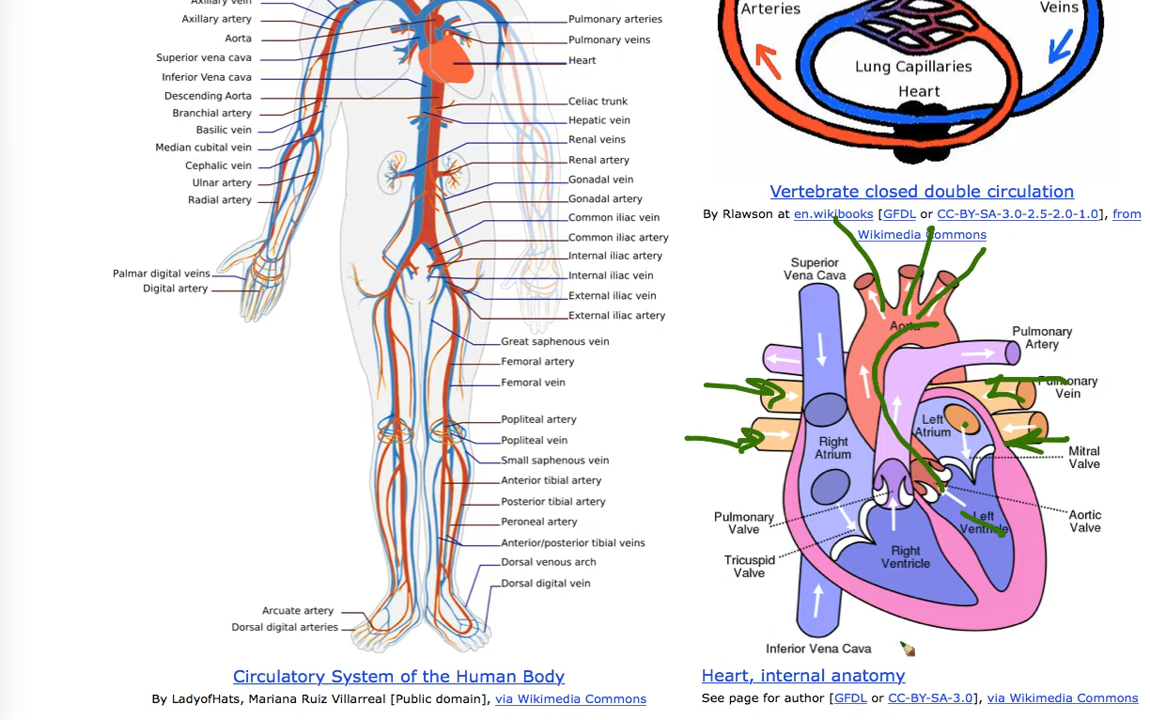 Axillary vein
Axillary artery
Aorta
Superior vena cava
Inferior Vena cava
Descending Aorta
Branchial artery
Basilic vein
Median cubital vein
Cephalic vein
Ulnar artery
Radial artery
Palmar digital veins
Digital artery
Pulmonary arteries
Pulmonary veins
Heart
Celiac trunk
Hepatic vein
Renal veins
Renal artery
Gonadal vein
Gonadal artery
Common iliac vein
Common iliac artery
Internal iliac artery
Internal iliac vein
External iliac vein
External iliac artery
Great saphenous vein
Femoral artery
Femoral vein
Popliteal artery
Popliteal vein
Small saphenous vein
Anterior tibial artery
Posterior tibial artery
Peroneal artery
Anterior/posterior tibial veins
Dorsal venous arch
Dorsal digital vein
Arcuate artery
Dorsal digital arteries
Circulatory System of the Human Body
By LadyofHats, Mariana Ruiz Villarreal [Public domain], via Wikimedia Commons
Arteries
Veins
Lung Capillaries
Heart
Vertebrate closed double circulation
By Rlawson at en.wikibooks [GFDL or CC-BY-SA-3.0-2.5-2.0-1.0], from
Wikimedia Commons
Superior
Vena Cava
Aorta
Pulmonary
Artery
Pulmonary
Vein
Left
Atrium
Right
Atrium
Mitral
Valve
Pulmonary
Valve
Left
Ventricle
Aortic
Valve
Tricuspid
Valve
Right
Ventricle
Inferior Vena Cava
Heart, internal anatomy
See page for author [GFDL or CC-BY-SA-3.0], via Wikimedia Commons